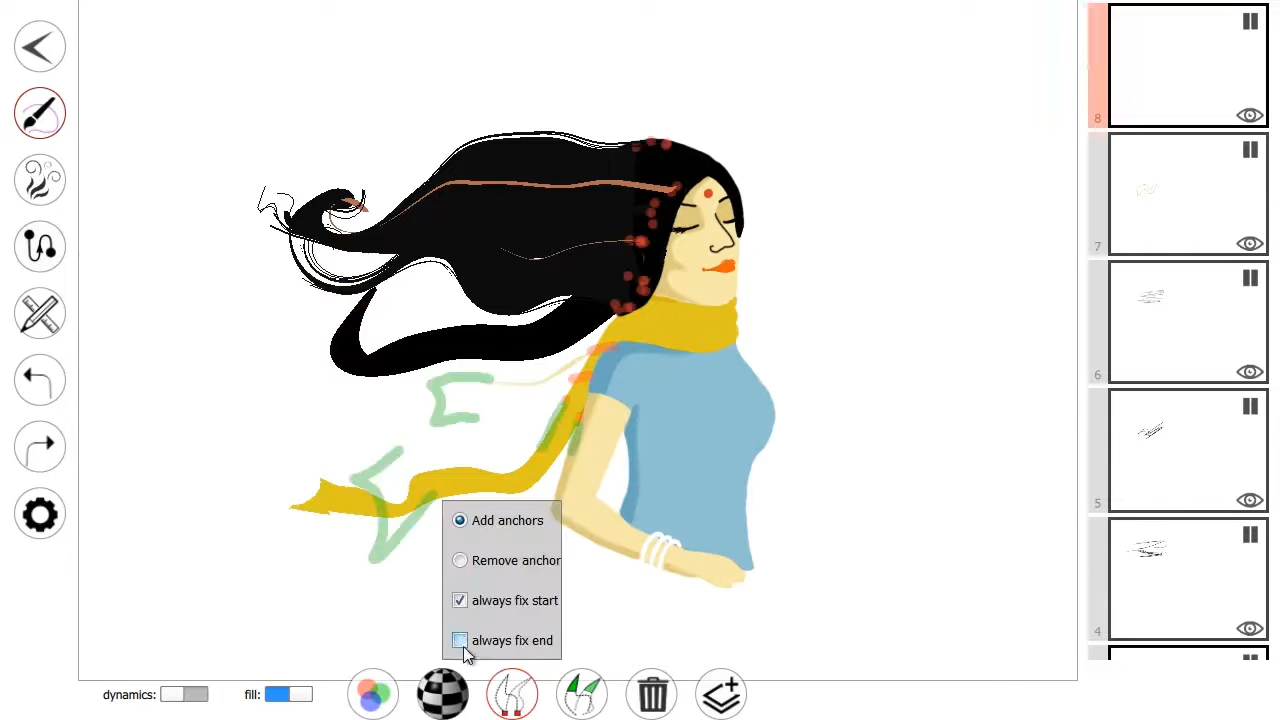 8
7
6
5
4
Add anchors
Remove anchor
always fix start
always fix end
dynamics:
fill: